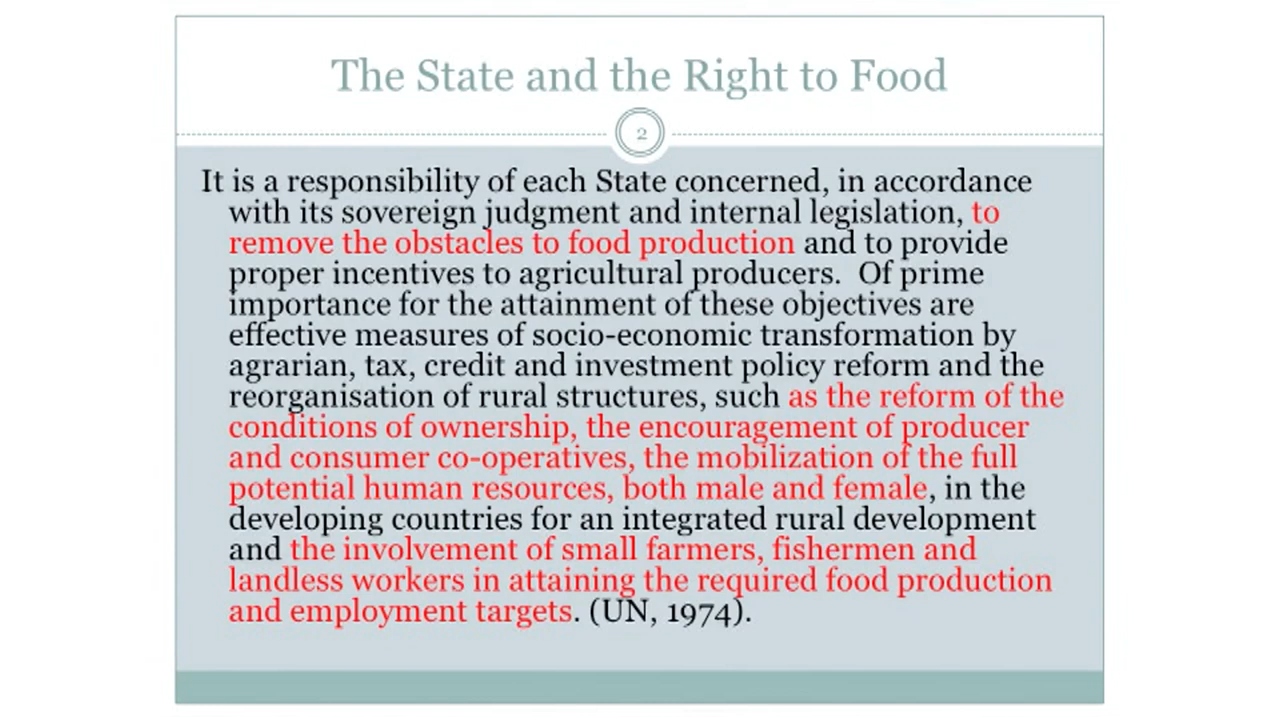 The State and the Right to Food
2
It is a responsibility of each State concerned, in accordance
with its sovereign judgment and internal legislation, to
remove the obstacles to food production and to provide
proper incentives to agricultural producers.  Of prime
importance for the attainment of these objectives are
effective measures of socio-economic transformation by
agrarian, tax, credit and investment policy reform and the
reorganisation of rural structures, such as the reform of the
conditions of ownership, the encouragement of producer
and consumer co-operatives, the mobilization of the full
potential human resources, both male and female, in the
developing countries for an integrated rural development
and the involvement of small farmers, fishermen and
landless workers in attaining the required food production
and employment targets. (UN, 1974).